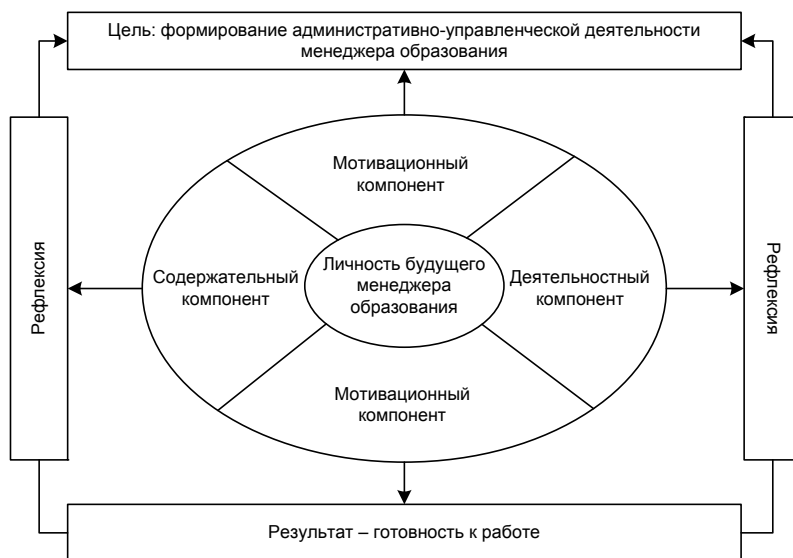 Цель: формирование административно-управленческой деятельности
менеджера образования
Мотивационный
компонент
Рефлексия
Содержательный
компонент
Личность будущего
менеджера
образования
Деятельностный
компонент
Рефлексия
Мотивационный
компонент
Результат – готовность к работе